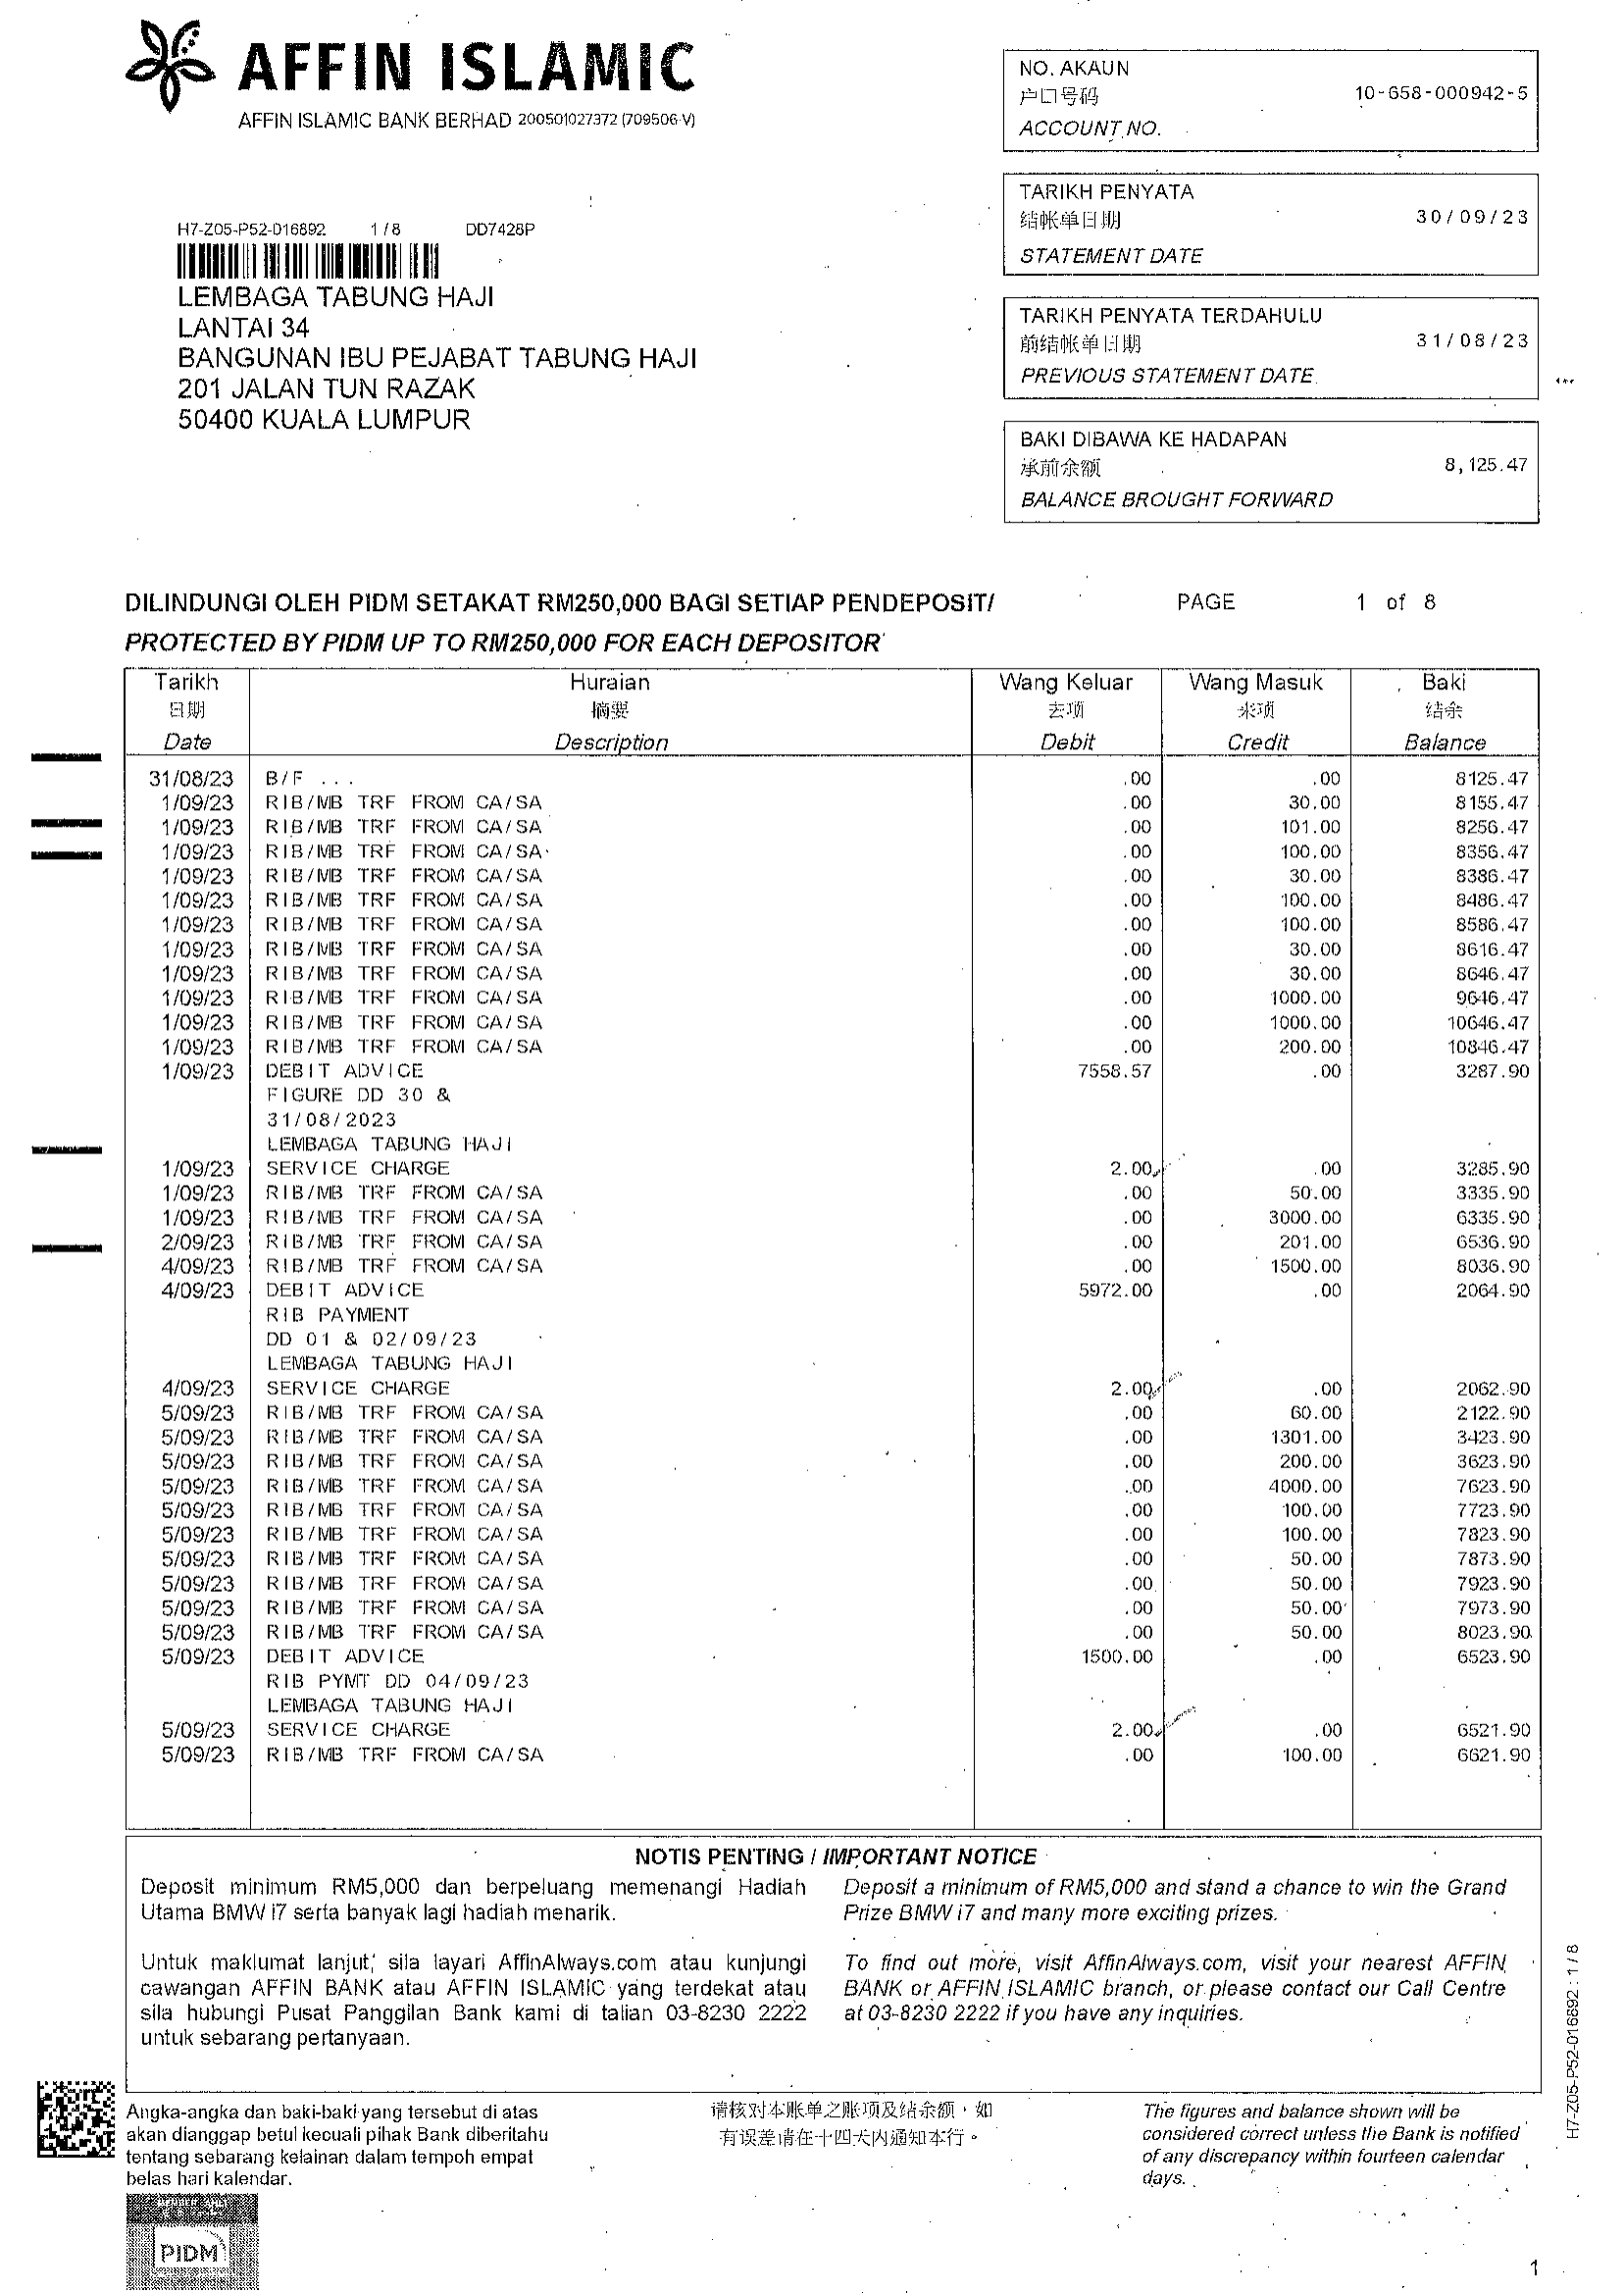 AFFIN ISLAMIC
AFFIN ISLAMIC BANK BERHAD 200501027372 (709506-V)
NO. AKAUN
户口号码 10-658-000942-5
ACCOUNT NO.
TARIKH PENYATA
结帐单日期 30/09/23
STATEMENT DATE
TARIKH PENYATA TERDAHULU
前结帐单日期 31/08/23
PREVIOUS STATEMENT DATE
BAKI DIBAWA KE HADAPAN
承前余额 8,125.47
BALANCE BROUGHT FORWARD
H7-Z05-P52-016892 1/8 DD7428P
LEMBAGA TABUNG HAJI
LANTAI 34
BANGUNAN IBU PEJABAT TABUNG HAJI
201 JALAN TUN RAZAK
50400 KUALA LUMPUR
DILINDUNGI OLEH PIDM SETAKAT RM250,000 BAGI SETIAP PENDEPOSIT/ PAGE 1 of 8
PROTECTED BY PIDM UP TO RM250,000 FOR EACH DEPOSITOR
Tarikh Huraian Wang Keluar Wang Masuk Baki
日期 摘要 去项 来项 结余
Date Description Debit Credit Balance
31/08/23 B/F ... .00 .00 8125.47
1/09/23 RIB/MB TRF FROM CA/SA .00 30.00 8155.47
1/09/23 RIB/MB TRF FROM CA/SA .00 101.00 8256.47
1/09/23 RIB/MB TRF FROM CA/SA .00 100.00 8356.47
1/09/23 RIB/MB TRF FROM CA/SA .00 30.00 8386.47
1/09/23 RIB/MB TRF FROM CA/SA .00 100.00 8486.47
1/09/23 RIB/MB TRF FROM CA/SA .00 100.00 8586.47
1/09/23 RIB/MB TRF FROM CA/SA .00 30.00 8616.47
1/09/23 RIB/MB TRF FROM CA/SA .00 30.00 8646.47
1/09/23 RIB/MB TRF FROM CA/SA .00 1000.00 9646.47
1/09/23 RIB/MB TRF FROM CA/SA .00 1000.00 10646.47
1/09/23 RIB/MB TRF FROM CA/SA .00 200.00 10846.47
1/09/23 DEBIT ADVICE 7558.57 .00 3287.90
FIGURE DD 30 &
31/08/2023
LEMBAGA TABUNG HAJI
1/09/23 SERVICE CHARGE 2.00 .00 3285.90
1/09/23 RIB/MB TRF FROM CA/SA .00 50.00 3335.90
1/09/23 RIB/MB TRF FROM CA/SA .00 3000.00 6335.90
2/09/23 RIB/MB TRF FROM CA/SA .00 201.00 6536.90
4/09/23 RIB/MB TRF FROM CA/SA .00 1500.00 8036.90
4/09/23 DEBIT ADVICE 5972.00 .00 2064.90
RIB PAYMENT
DD 01 & 02/09/23
LEMBAGA TABUNG HAJI
4/09/23 SERVICE CHARGE 2.00 .00 2062.90
5/09/23 RIB/MB TRF FROM CA/SA .00 60.00 2122.90
5/09/23 RIB/MB TRF FROM CA/SA .00 1301.00 3423.90
5/09/23 RIB/MB TRF FROM CA/SA .00 200.00 3623.90
5/09/23 RIB/MB TRF FROM CA/SA .00 4000.00 7623.90
5/09/23 RIB/MB TRF FROM CA/SA .00 100.00 7723.90
5/09/23 RIB/MB TRF FROM CA/SA .00 100.00 7823.90
5/09/23 RIB/MB TRF FROM CA/SA .00 50.00 7873.90
5/09/23 RIB/MB TRF FROM CA/SA .00 50.00 7923.90
5/09/23 RIB/MB TRF FROM CA/SA .00 50.00 7973.90
5/09/23 RIB/MB TRF FROM CA/SA .00 50.00 8023.90
5/09/23 DEBIT ADVICE 1500.00 .00 6523.90
RIB PYMT DD 04/09/23
LEMBAGA TABUNG HAJI
5/09/23 SERVICE CHARGE 2.00 .00 6521.90
5/09/23 RIB/MB TRF FROM CA/SA .00 100.00 6621.90
NOTIS PENTING / IMPORTANT NOTICE
Deposit minimum RM5,000 dan berpeluang memenangi Hadiah
Utama BMW i7 serta banyak lagi hadiah menarik.
Untuk maklumat lanjut, sila layari AffinAlways.com atau kunjungi
cawangan AFFIN BANK atau AFFIN ISLAMIC yang terdekat atau
sila hubungi Pusat Panggilan Bank kami di talian 03-8230 2222
untuk sebarang pertanyaan.
Deposit a minimum of RM5,000 and stand a chance to win the Grand
Prize BMW i7 and many more exciting prizes.
To find out more, visit AffinAlways.com, visit your nearest AFFIN
BANK or AFFIN ISLAMIC branch, or please contact our Call Centre
at 03-8230 2222 if you have any inquiries.
H7-Z05-P52-016892 : 1 / 8
Angka-angka dan baki-baki yang tersebut di atas
akan dianggap betul kecuali pihak Bank diberitahu
tentang sebarang kelainan dalam tempoh empat
belas hari kalendar.
请核对本账单之账项及结余额，如
有误差请在十四天内通知本行。
The figures and balance shown will be
considered correct unless the Bank is notified
of any discrepancy within fourteen calendar
days.
PIDM
1